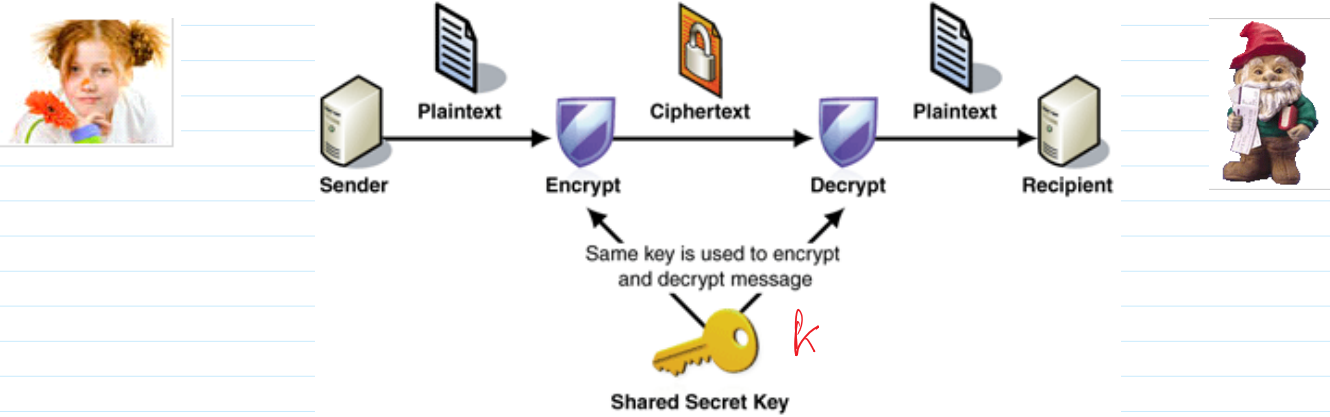 Plaintext
Ciphertext
Plaintext
Sender
Encrypt
Decrypt
Recipient
Same key is used to encrypt
and decrypt message
k
Shared Secret Key